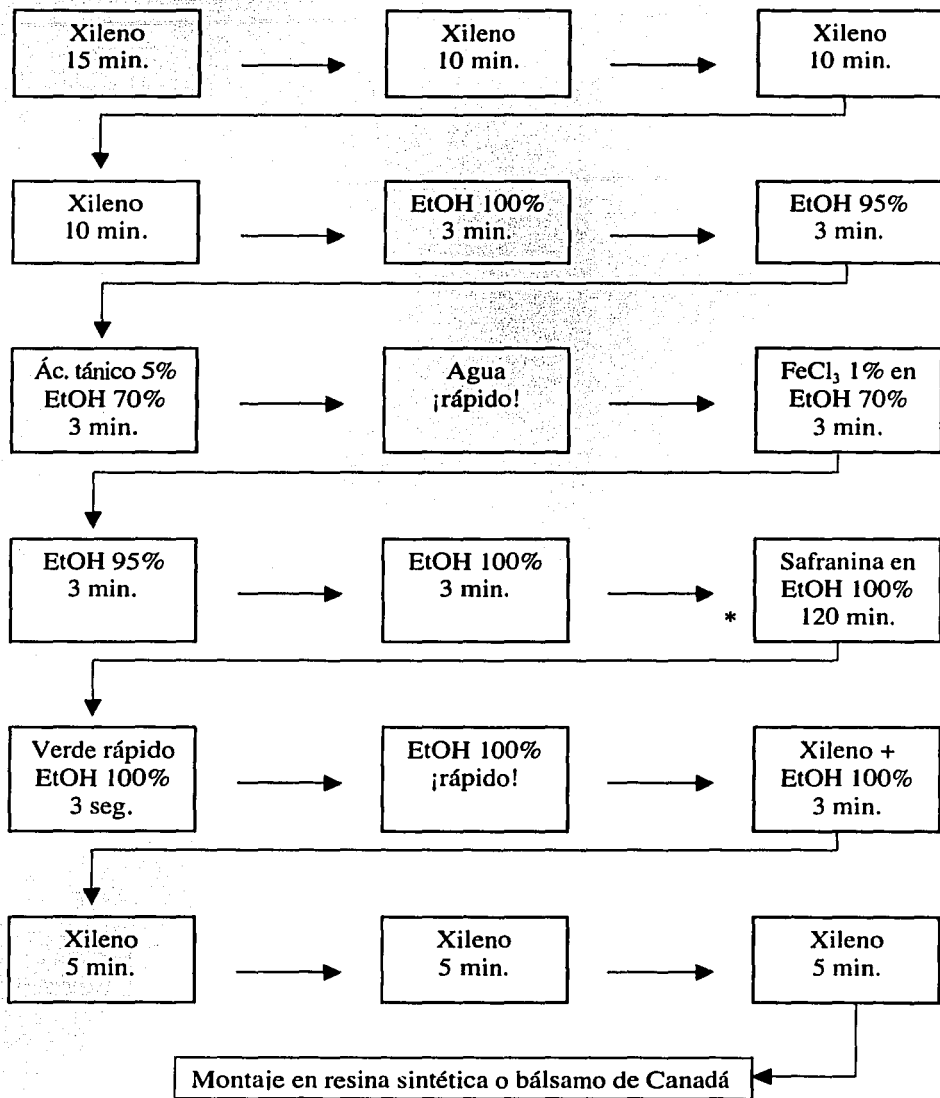 Xileno
15 min.
Xileno
10 min.
Xileno
10 min.
Xileno
10 min.
EtOH 100%
3 min.
EtOH 95%
3 min.
Ác. tánico 5%
EtOH 70%
3 min.
Agua
¡rápido!
FeCl₃ 1% en
EtOH 70%
3 min.
EtOH 95%
3 min.
EtOH 100%
3 min.
*
Safranina en
EtOH 100%
120 min.
Verde rápido
EtOH 100%
3 seg.
EtOH 100%
¡rápido!
Xileno +
EtOH 100%
3 min.
Xileno
5 min.
Xileno
5 min.
Xileno
5 min.
Montaje en resina sintética o bálsamo de Canadá